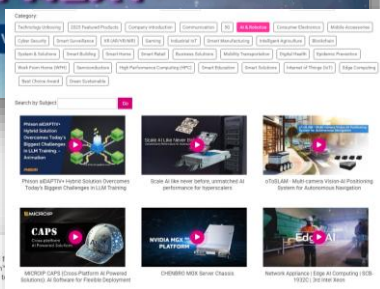 Category
Technology Unboxing
2023 Featured Products
Company Introduction
Communication
5G
AI & Robotics
Consumer Electronics
Mobile Accessories
Cyber Security
Smart Surveillance
VR (AR/MR/XR)
Gaming
Industrial IoT
Smart Manufacturing
Intelligent Agriculture
Blockchain
System & Solutions
Smart Building
Smart Home
Smart Retail
Business Solutions
Mobility Transportation
Digital Health
Epidemic Prevention
Work From Home (WFH)
Semiconductors
High Performance Computing (HPC)
Smart Education
Smart Solutions
Internet of Things (IoT)
Edge Computing
Best Choice Award
Green Sustainable
Search by Subject
Go
Phison aiDAPTIV+
Hybrid Solution
Overcomes Today's
Biggest Challenges
in LLM Training -
Animation
Phison aiDAPTIV+ Hybrid Solution Overcomes
Today's Biggest Challenges in LLM Training
SCALE AI Like Never Before
Scale AI like never before, unmatched AI
performance for hyperscalers
oToSLAM - Multi-camera Vision-AI Positioning
System for Autonomous Navigation
MICROIP
CAPS
Cross-platform
AI Powered
Solutions
MICROIP CAPS (Cross-Platform AI Powered
Solutions): AI Software for Flexible Deployment
NVIDIA MGX
PLATFORM
CHENBRO MGX Server Chassis
Edge AI
Network Appliance | Edge AI Computing | SCB-
1932C | 3rd Intel Xeon